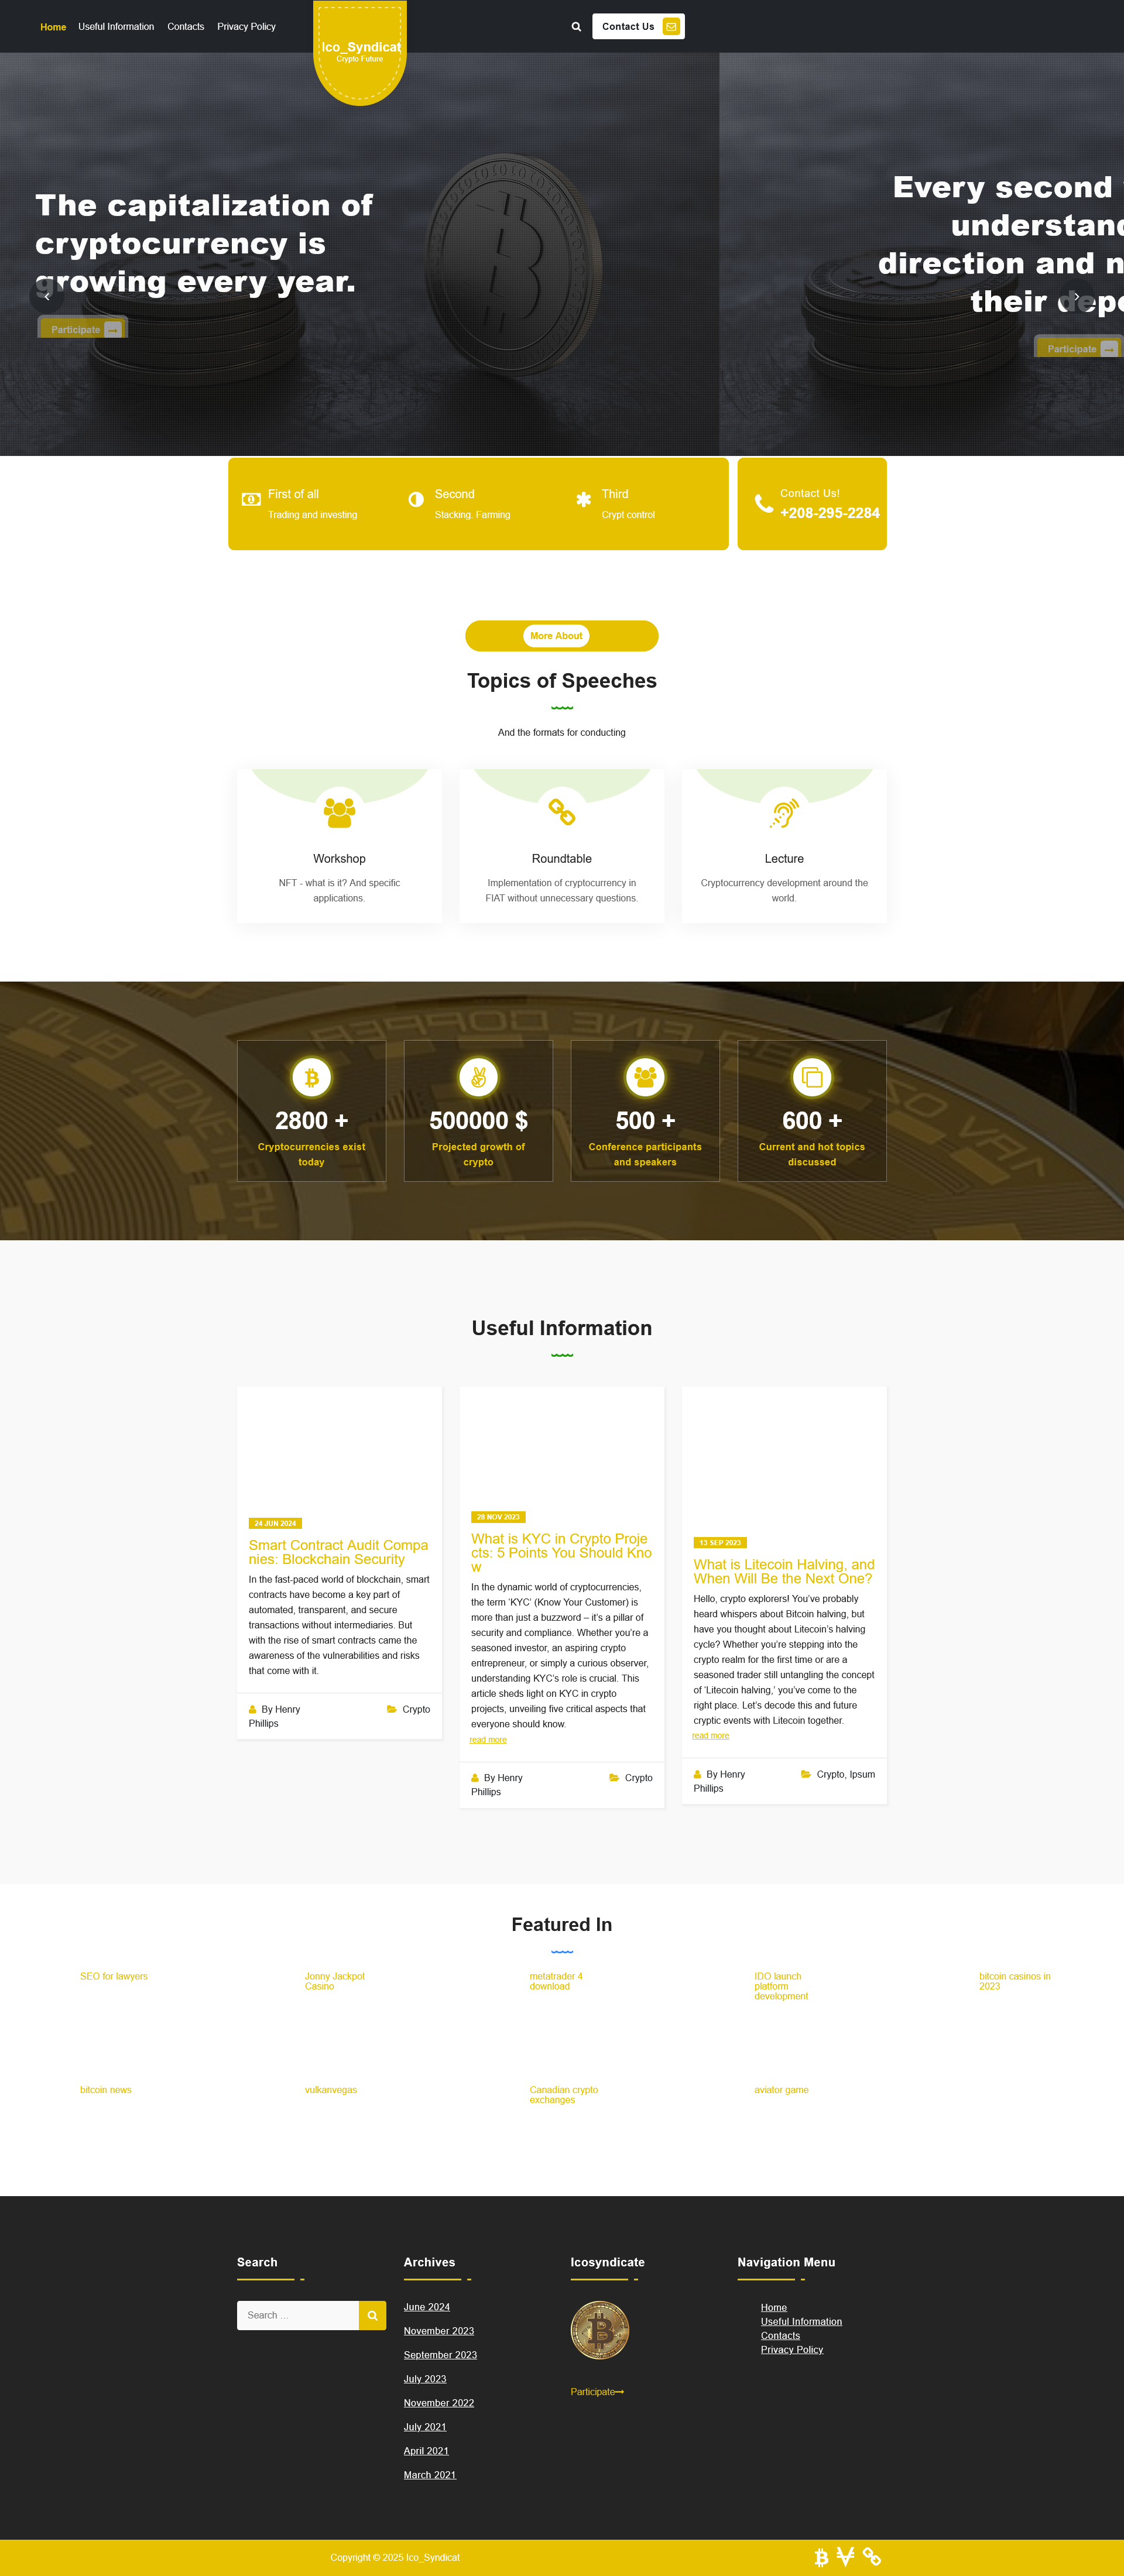 Home Useful Information Contacts Privacy Policy
Ico_Syndicat
Crypto Future
Contact Us
The capitalization of
cryptocurrency is
growing every year.
Participate
Every second
understand
direction and n
their depo
Participate
First of all
Trading and investing
Second
Stacking. Farming
Third
Crypt control
Contact Us!
+208-295-2284
More About
Topics of Speeches
And the formats for conducting
Workshop
NFT - what is it? And specific
applications.
Roundtable
Implementation of cryptocurrency in
FIAT without unnecessary questions.
Lecture
Cryptocurrency development around the
world.
2800 +
Cryptocurrencies exist
today
500000 $
Projected growth of
crypto
500 +
Conference participants
and speakers
600 +
Current and hot topics
discussed
Useful Information
24 JUN 2024
Smart Contract Audit Compa
nies: Blockchain Security
In the fast-paced world of blockchain, smart
contracts have become a key part of
automated, transparent, and secure
transactions without intermediaries. But
with the rise of smart contracts came the
awareness of the vulnerabilities and risks
that come with it.
By Henry
Phillips
Crypto
28 NOV 2023
What is KYC in Crypto Proje
cts: 5 Points You Should Kno
w
In the dynamic world of cryptocurrencies,
the term ‘KYC’ (Know Your Customer) is
more than just a buzzword – it’s a pillar of
security and compliance. Whether you’re a
seasoned investor, an aspiring crypto
entrepreneur, or simply a curious observer,
understanding KYC’s role is crucial. This
article sheds light on KYC in crypto
projects, unveiling five critical aspects that
everyone should know.
read more
By Henry
Phillips
Crypto
13 SEP 2023
What is Litecoin Halving, and
When Will Be the Next One?
Hello, crypto explorers! You’ve probably
heard whispers about Bitcoin halving, but
have you thought about Litecoin’s halving
cycle? Whether you’re stepping into the
crypto realm for the first time or are a
seasoned trader still untangling the concept
of ‘Litecoin halving,’ you’ve come to the
right place. Let’s decode this and future
cryptic events with Litecoin together.
read more
By Henry
Phillips
Crypto, Ipsum
Featured In
SEO for lawyers
Jonny Jackpot
Casino
metatrader 4
download
IDO launch
platform
development
bitcoin casinos in
2023
bitcoin news
vulkanvegas
Canadian crypto
exchanges
aviator game
Search
Search …
Archives
June 2024
November 2023
September 2023
July 2023
November 2022
July 2021
April 2021
March 2021
Icosyndicate
Participate
Navigation Menu
Home
Useful Information
Contacts
Privacy Policy
Copyright © 2025 Ico_Syndicat